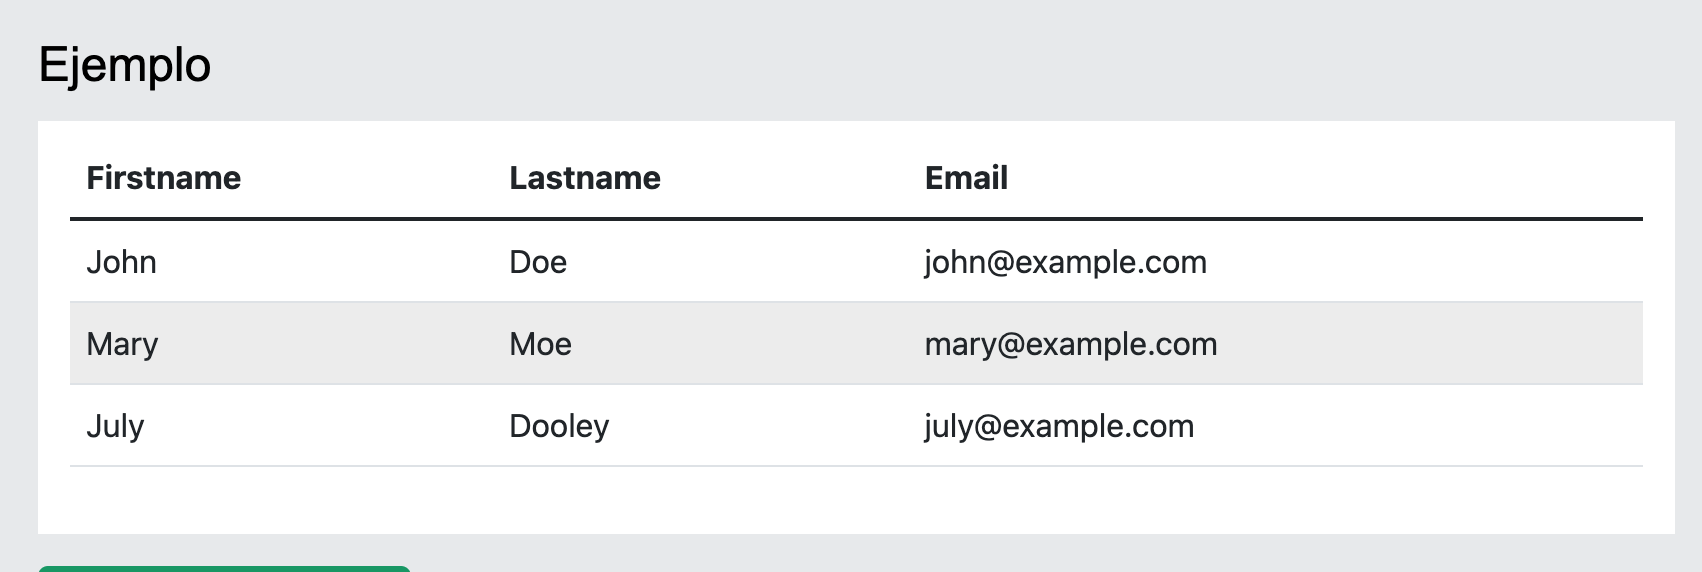 Ejemplo
Firstname Lastname Email
John Doe john@example.com
Mary Moe mary@example.com
July Dooley july@example.com